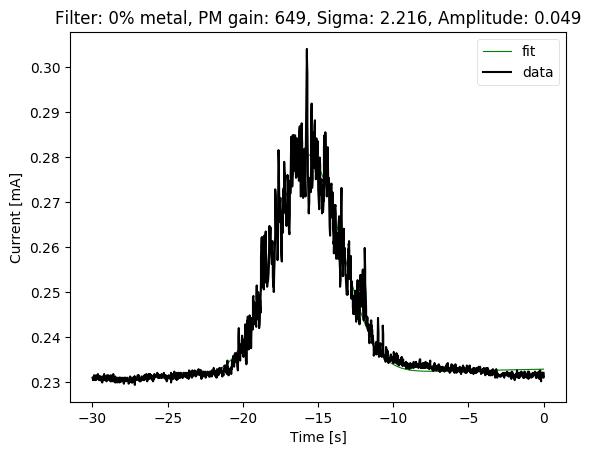 Filter: 0% metal, PM gain: 649, Sigma: 2.216, Amplitude: 0.049
fit
data
0.30
0.29
0.28
0.27
0.26
0.25
0.24
0.23
Current [mA]
−30 −25 −20 −15 −10 −5 0
Time [s]